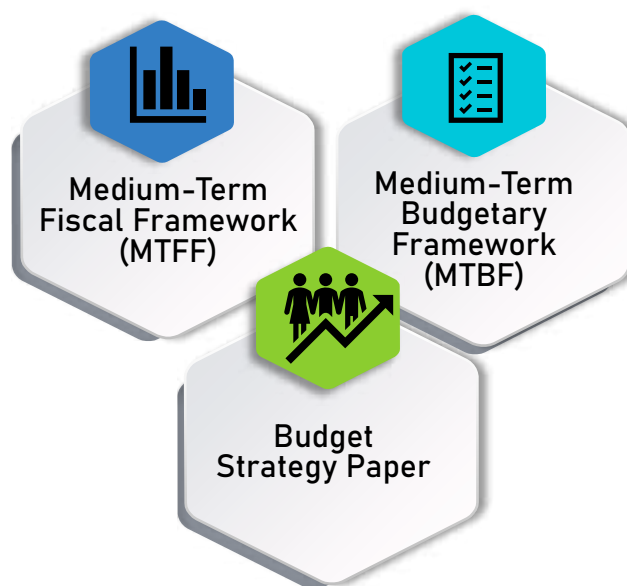 Medium-Term
Fiscal Framework
(MTFF)
Medium-Term
Budgetary
Framework
(MTBF)
Budget
Strategy Paper